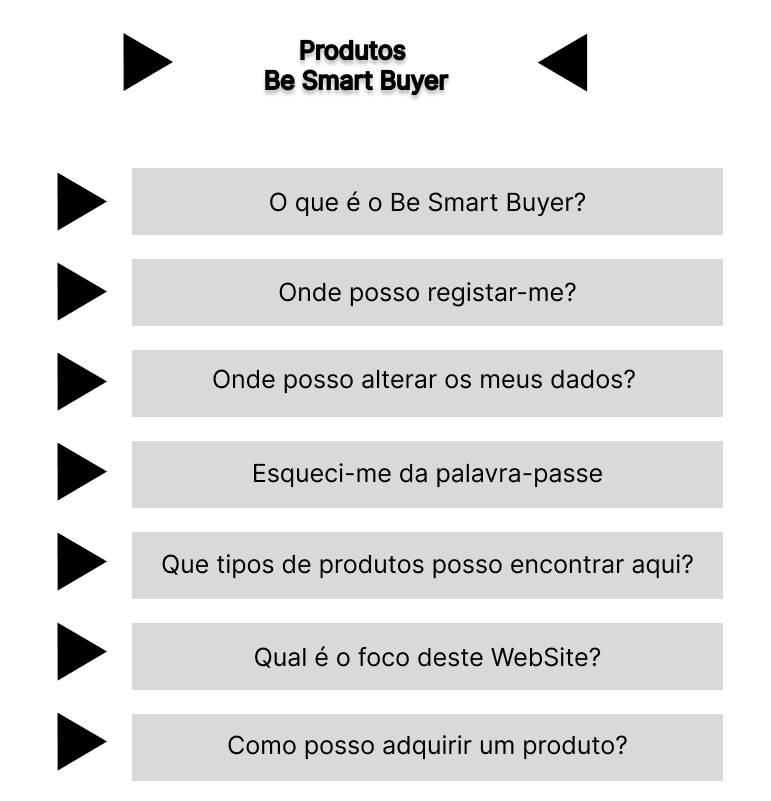 Produtos
Be Smart Buyer
O que é o Be Smart Buyer?
Onde posso registar-me?
Onde posso alterar os meus dados?
Esqueci-me da palavra-passe
Que tipos de produtos posso encontrar aqui?
Qual é o foco deste WebSite?
Como posso adquirir um produto?